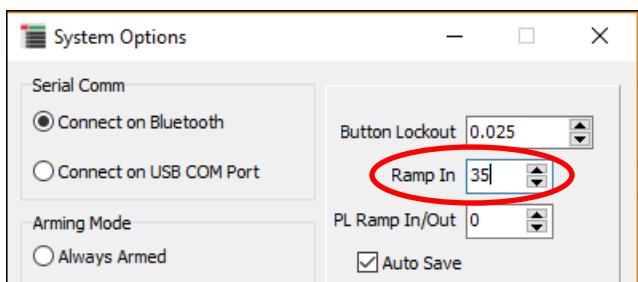 System Options
Serial Comm
Connect on Bluetooth
Connect on USB COM Port
Arming Mode
Always Armed
Button Lockout 0.025
Ramp In 35
PL Ramp In/Out 0
Auto Save